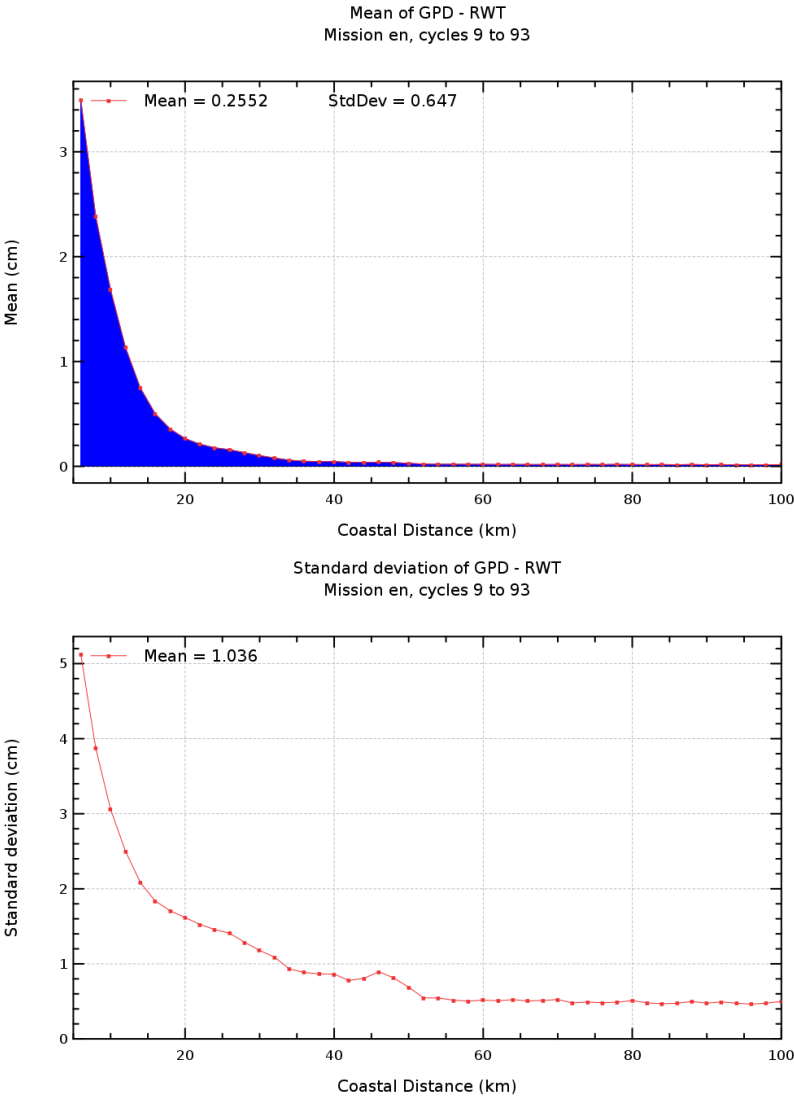 Mean of GPD - RWT
Mission en, cycles 9 to 93
Mean = 0.2552 StdDev = 0.647
3
2
1
0
Mean (cm)
20 40 60 80 100
Coastal Distance (km)
Standard deviation of GPD - RWT
Mission en, cycles 9 to 93
Mean = 1.036
5
4
3
2
1
0
Standard deviation (cm)
20 40 60 80 100
Coastal Distance (km)